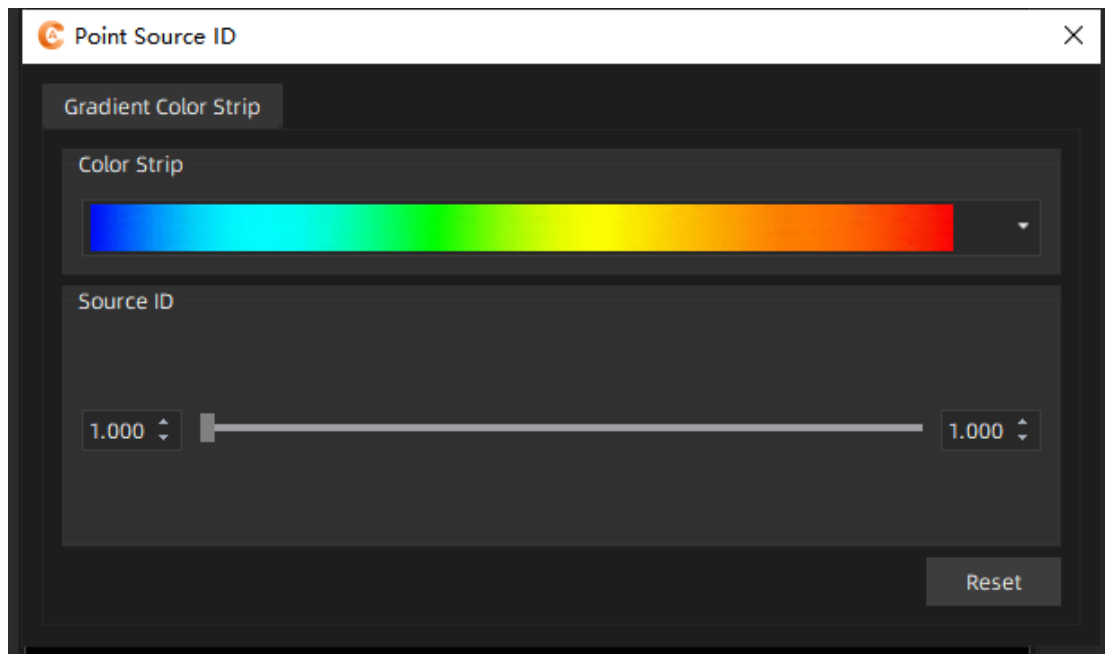 Point Source ID
Gradient Color Strip
Color Strip
Source ID
1.000 1.000
Reset